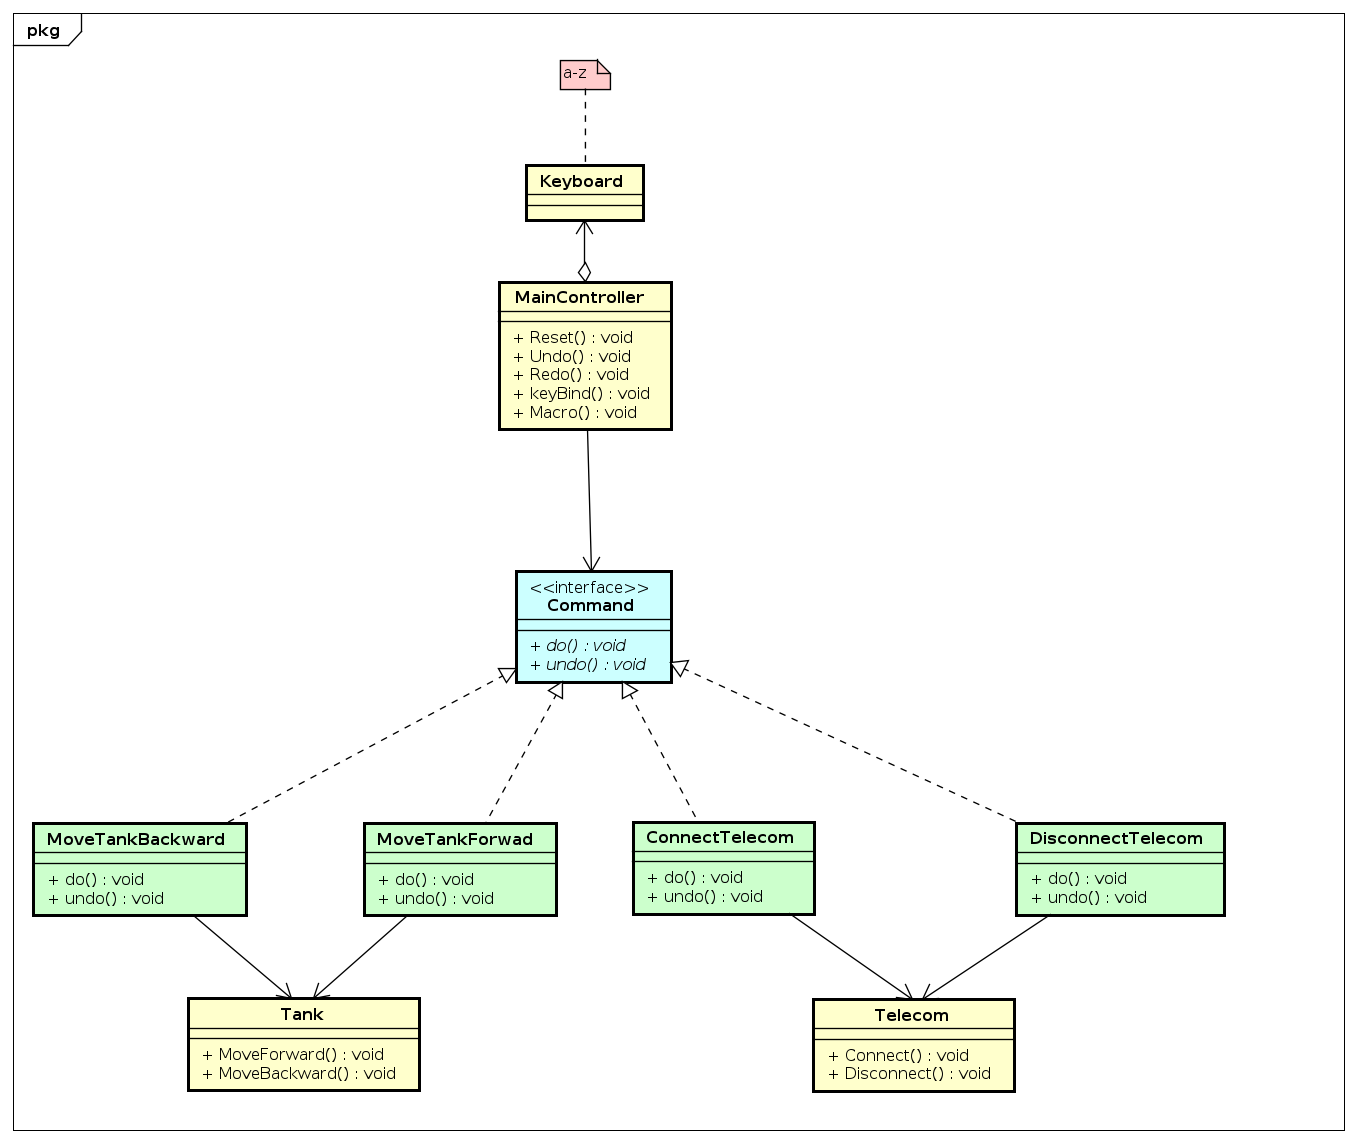 pkg
a-z
Keyboard
MainController
+ Reset() : void
+ Undo() : void
+ Redo() : void
+ keyBind() : void
+ Macro() : void
<<interface>>
Command
+ do() : void
+ undo() : void
MoveTankBackward
+ do() : void
+ undo() : void
MoveTankForwad
+ do() : void
+ undo() : void
ConnectTelecom
+ do() : void
+ undo() : void
DisconnectTelecom
+ do() : void
+ undo() : void
Tank
+ MoveForward() : void
+ MoveBackward() : void
Telecom
+ Connect() : void
+ Disconnect() : void